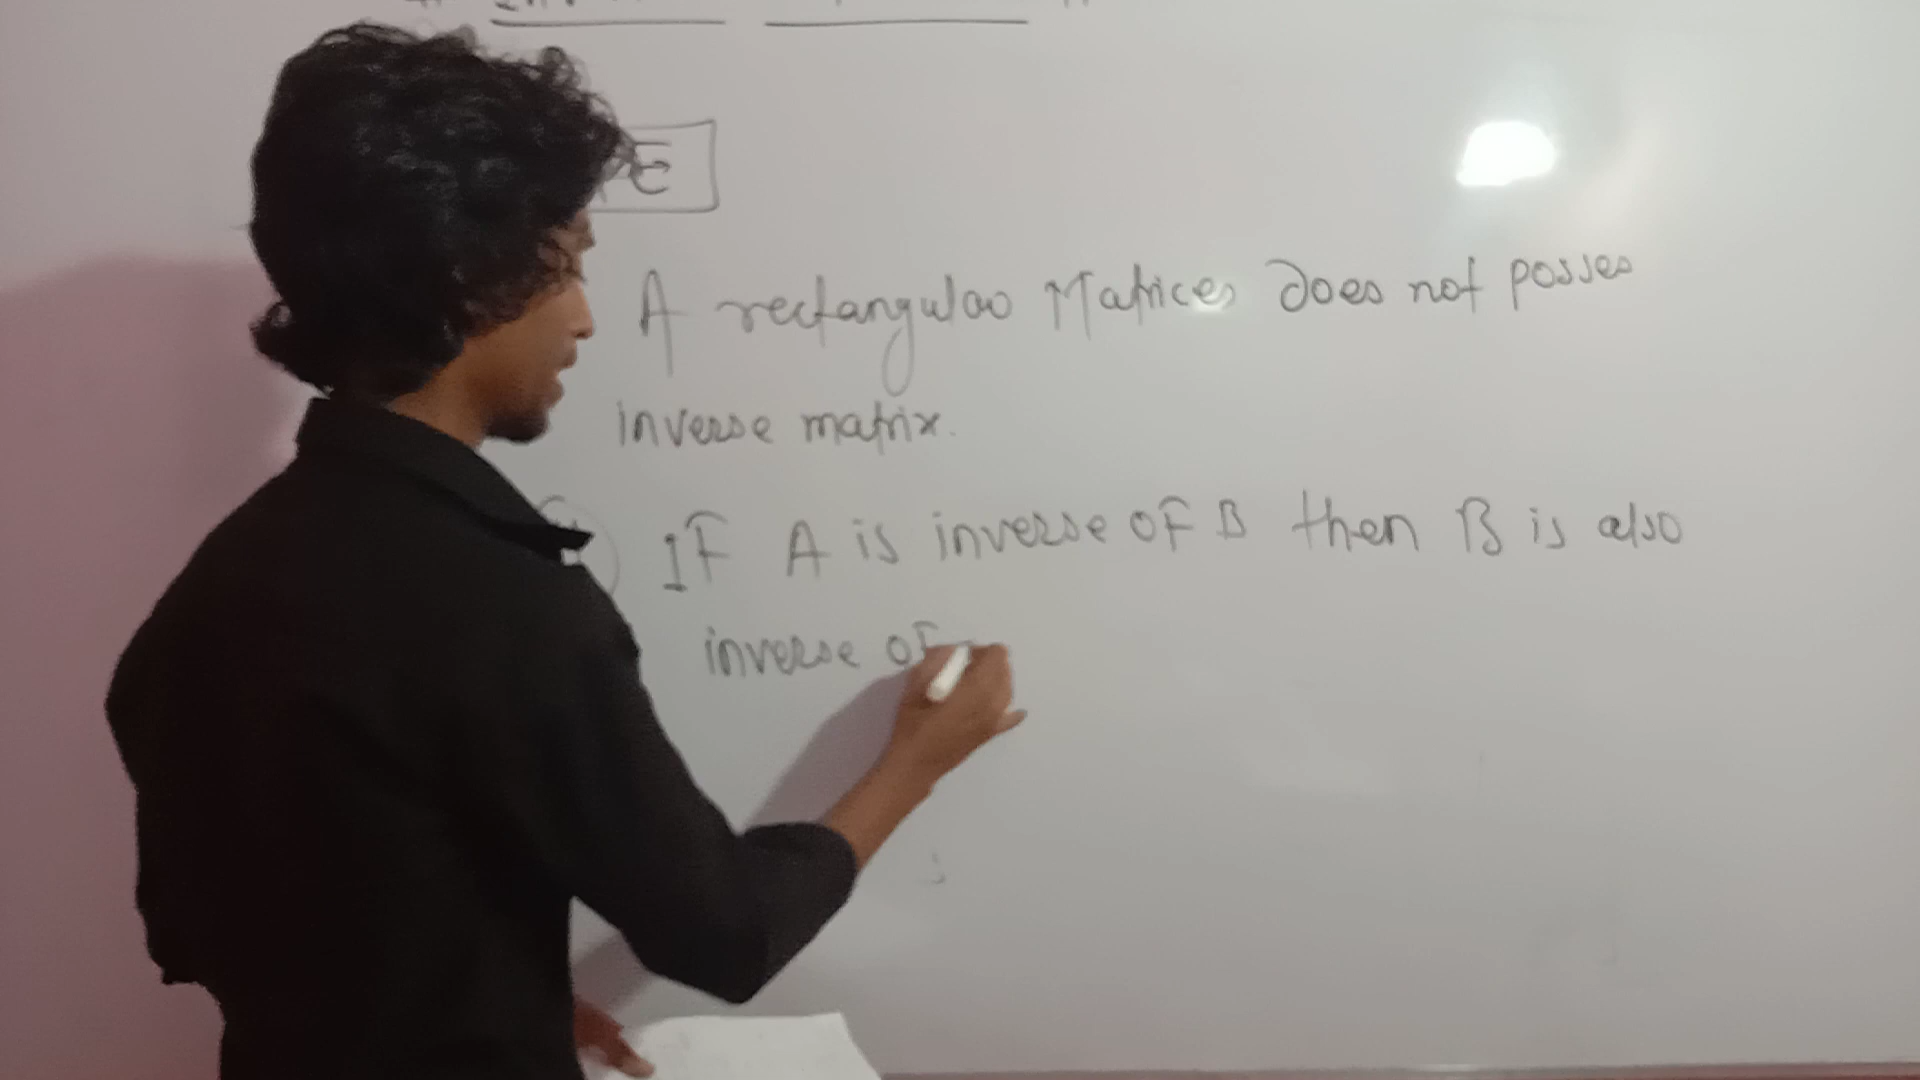 A rectangular Matrices Does not posses
inverse matrix.
IF A is inverse OF B then B is also
inverse OF